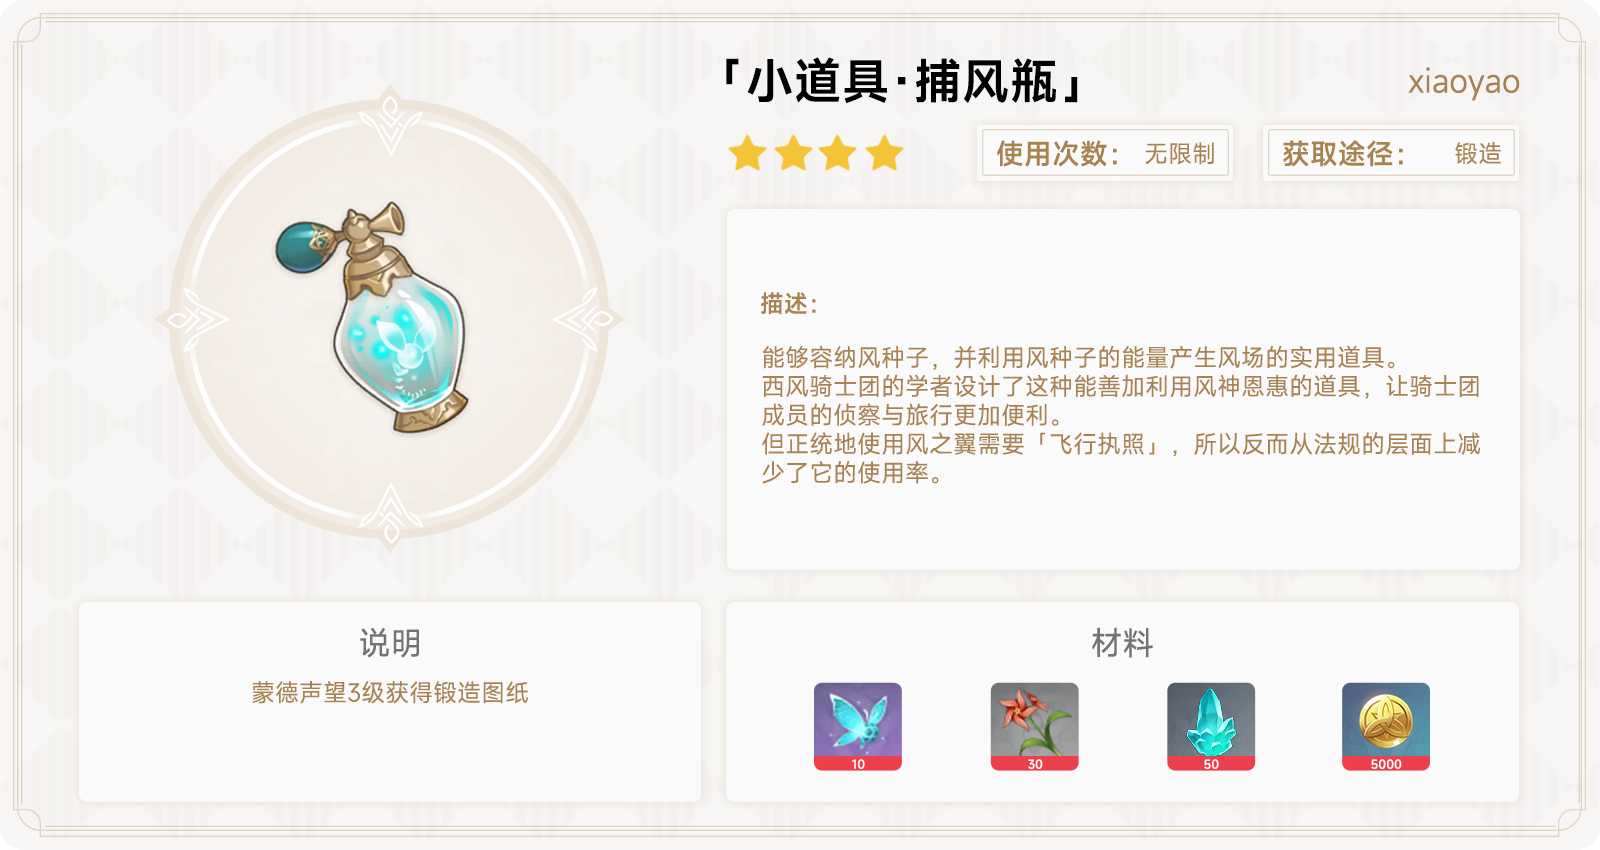 「小道具·捕风瓶」
xiaoyao
使用次数： 无限制
获取途径： 锻造
描述：
能够容纳风种子，并利用风种子的能量产生风场的实用道具。
西风骑士团的学者设计了这种能善加利用风神恩惠的道具，让骑士团
成员的侦察与旅行更加便利。
但正统地使用风之翼需要「飞行执照」，所以反而从法规的层面上减
少了它的使用率。
说明
蒙德声望3级获得锻造图纸
材料
10
30
50
5000